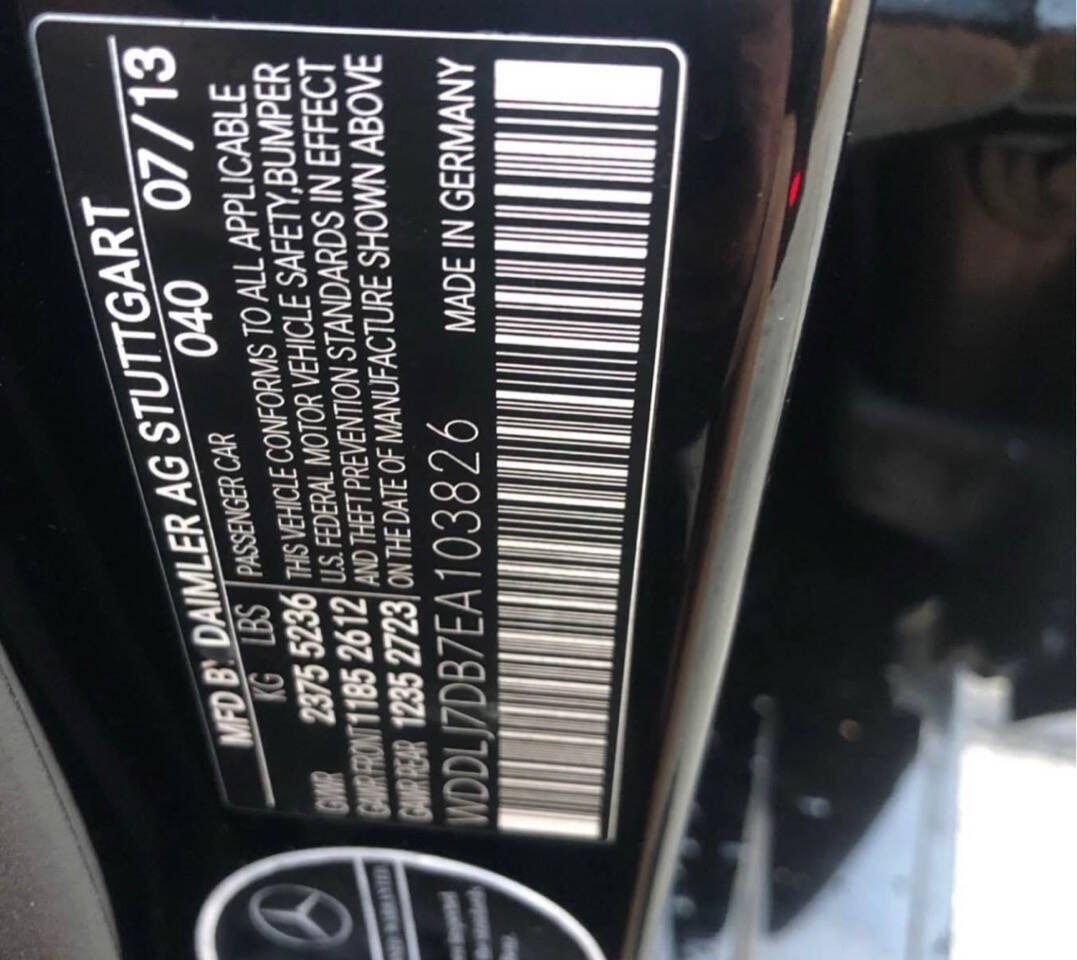 MFD BY DAIMLER AG STUTTGART
040 07/13
KG LBS PASSENGER CAR
GVWR 2375 5236
GAWR FRONT 1185 2612
GAWR REAR 1235 2723
THIS VEHICLE CONFORMS TO ALL APPLICABLE
U.S. FEDERAL MOTOR VEHICLE SAFETY, BUMPER
AND THEFT PREVENTION STANDARDS IN EFFECT
ON THE DATE OF MANUFACTURE SHOWN ABOVE
WDDLJ7DB7EA103826 MADE IN GERMANY